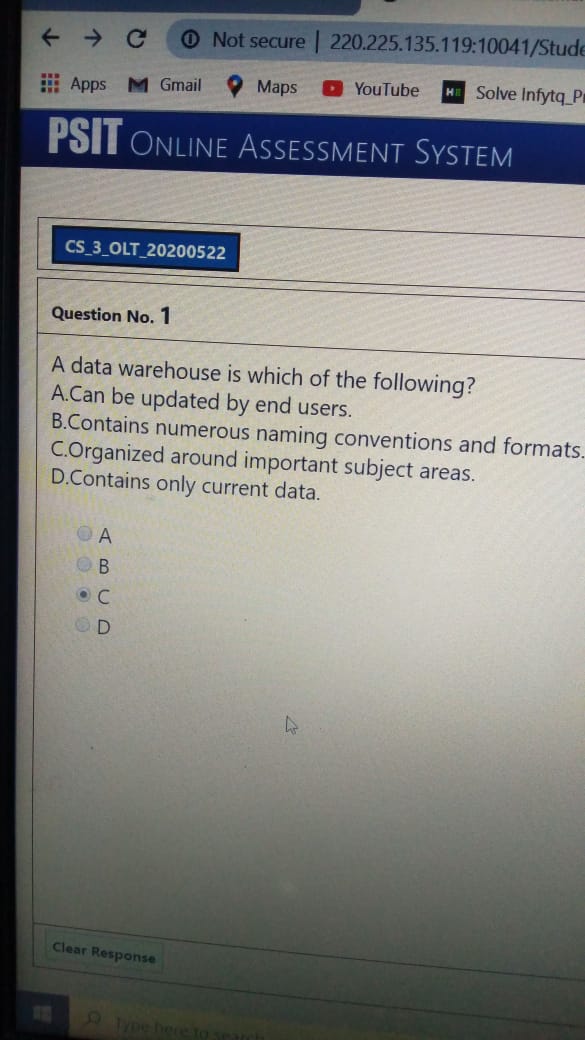 Not secure | 220.225.135.119:10041/Stude
Apps Gmail Maps YouTube HE Solve Infytq_P
PSIT ONLINE ASSESSMENT SYSTEM
CS_3_OLT_20200522
Question No. 1
A data warehouse is which of the following?
A.Can be updated by end users.
B.Contains numerous naming conventions and formats.
C.Organized around important subject areas.
D.Contains only current data.
A
B
C
D
Clear Response
Type here to search